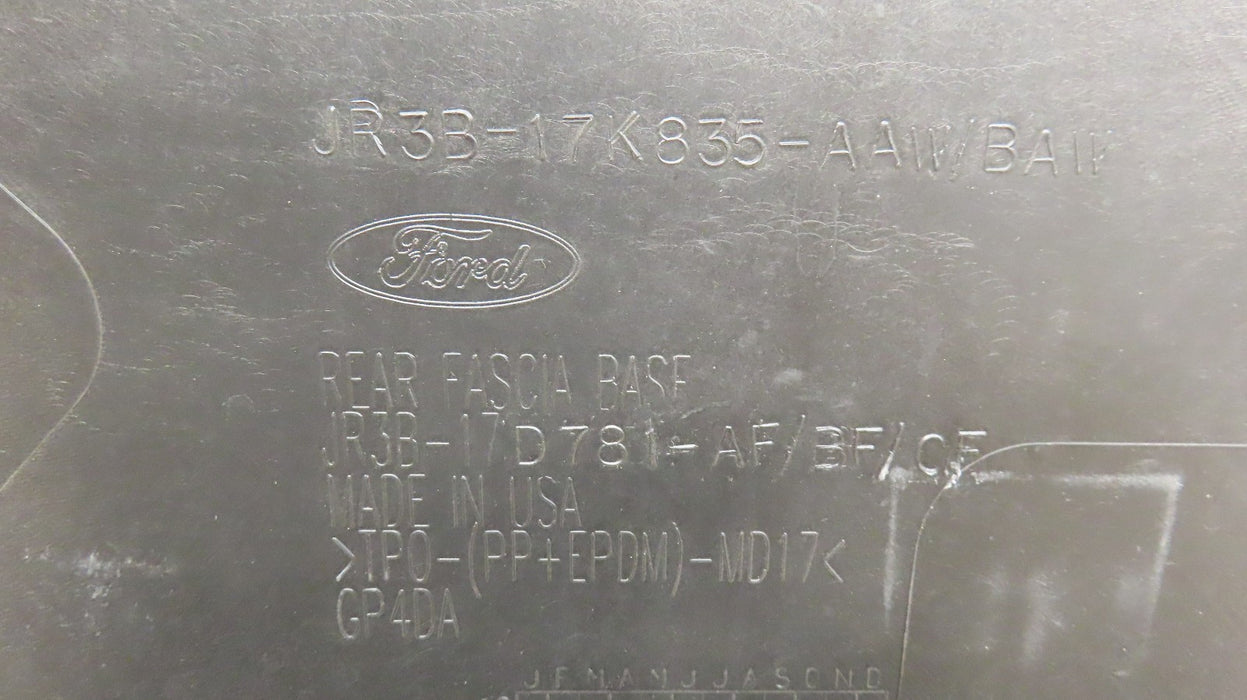 JR3B-17K835-AAW/BAW
Ford
REAR FASCIA BASE
JR3B-17D781-AF/BF/CF
MADE IN USA
>TPO-(PP+EPDM)-MD17<
GP4DA
J F M A M J J A S O N D